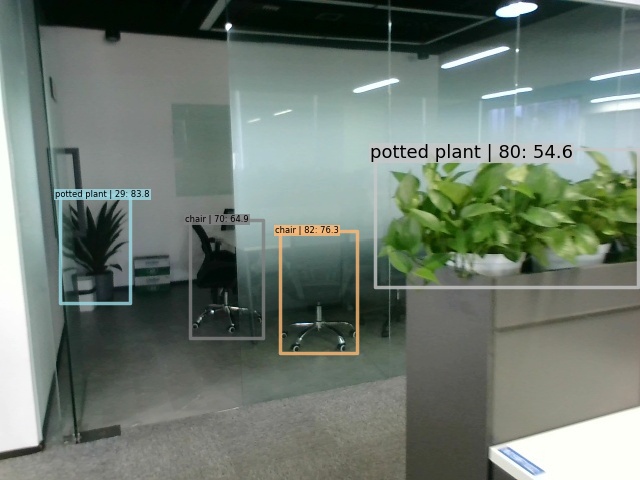 potted plant | 80: 54.6
potted plant | 29: 83.8
chair | 70: 64.9
chair | 82: 76.3